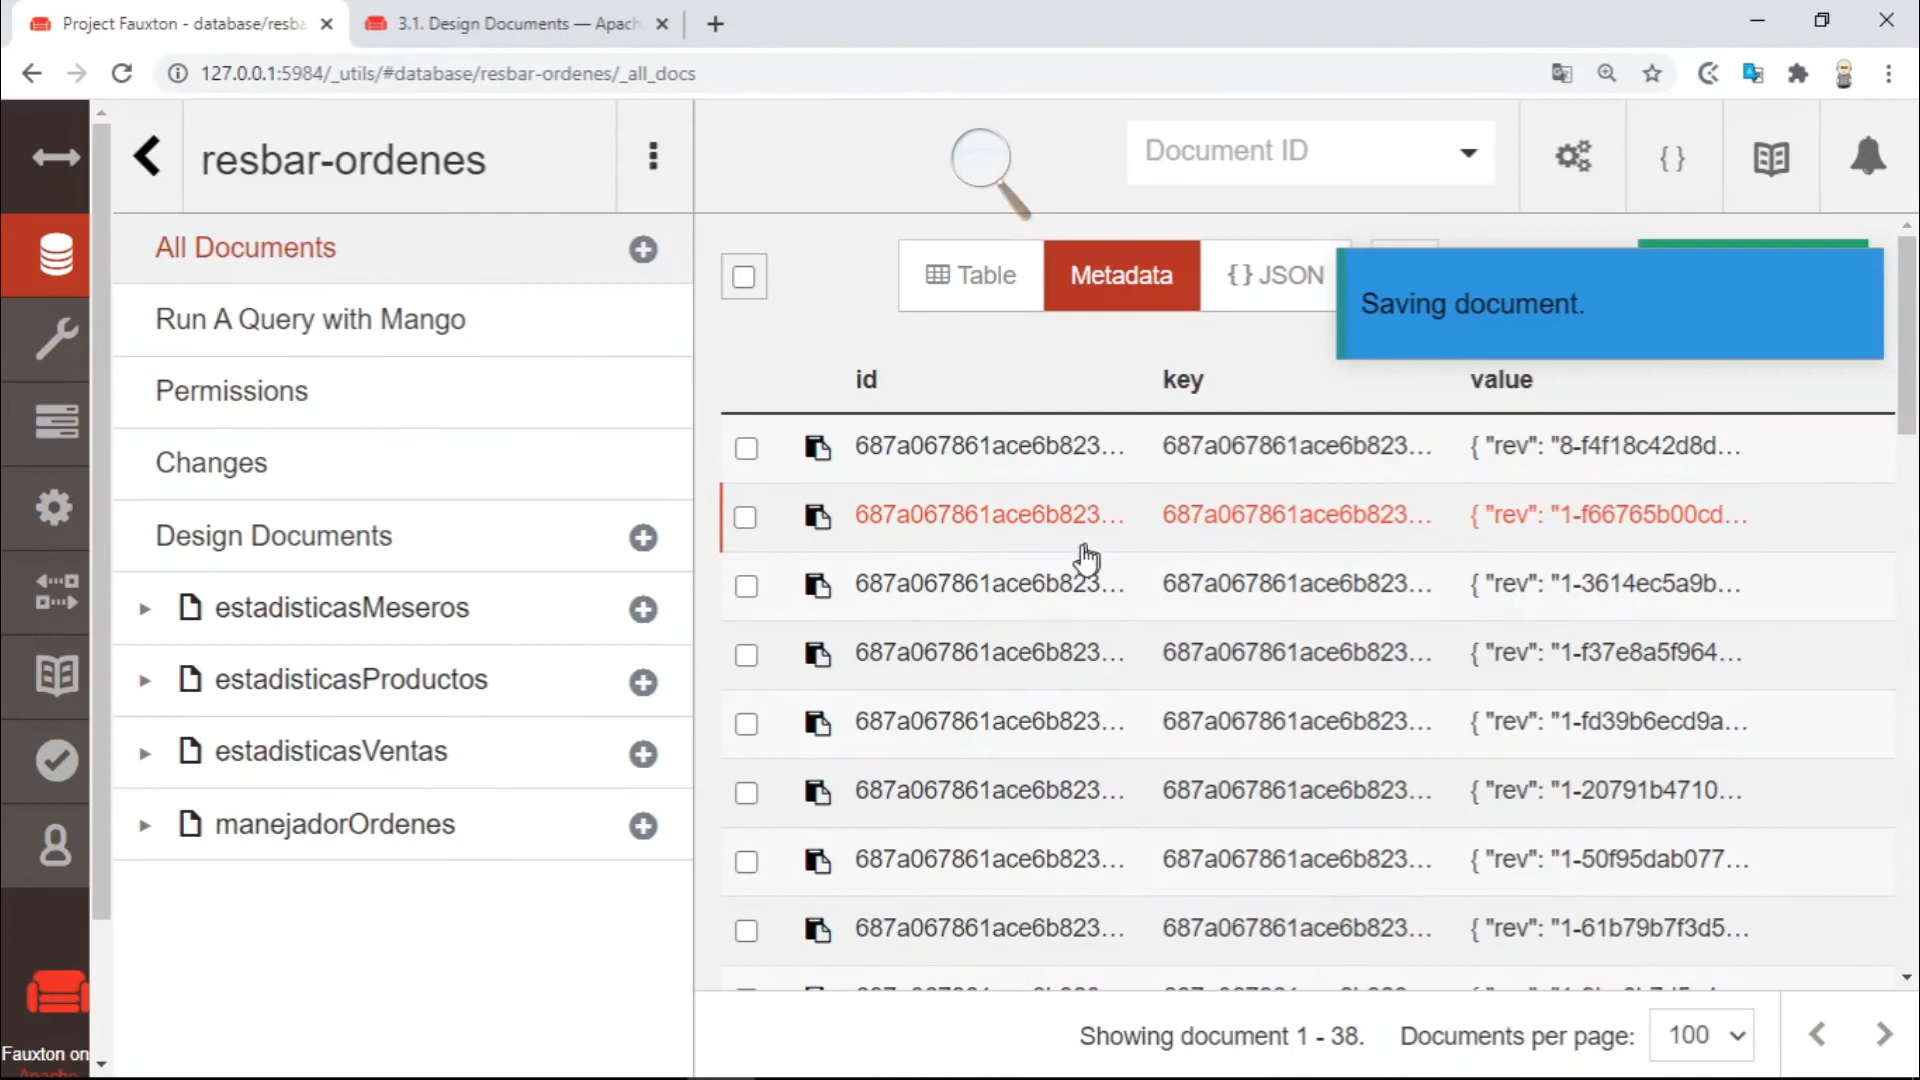 Project Fauxton - database/resba
3.1. Design Documents — Apach
127.0.0.1:5984/_utils/#database/resbar-ordenes/_all_docs
resbar-ordenes
Document ID
{ }
All Documents
Run A Query with Mango
Permissions
Changes
Design Documents
estadisticasMeseros
estadisticasProductos
estadisticasVentas
manejadorOrdenes
Table
Metadata
{ } JSON
Saving document.
id key value
687a067861ace6b823... 687a067861ace6b823... { "rev": "8-f4f18c42d8d...
687a067861ace6b823... 687a067861ace6b823... { "rev": "1-f66765b00cd...
687a067861ace6b823... 687a067861ace6b823... { "rev": "1-3614ec5a9b...
687a067861ace6b823... 687a067861ace6b823... { "rev": "1-f37e8a5f964...
687a067861ace6b823... 687a067861ace6b823... { "rev": "1-fd39b6ecd9a...
687a067861ace6b823... 687a067861ace6b823... { "rev": "1-20791b4710...
687a067861ace6b823... 687a067861ace6b823... { "rev": "1-50f95dab077...
687a067861ace6b823... 687a067861ace6b823... { "rev": "1-61b79b7f3d5...
Showing document 1 - 38. Documents per page: 100
Fauxton on
Apache